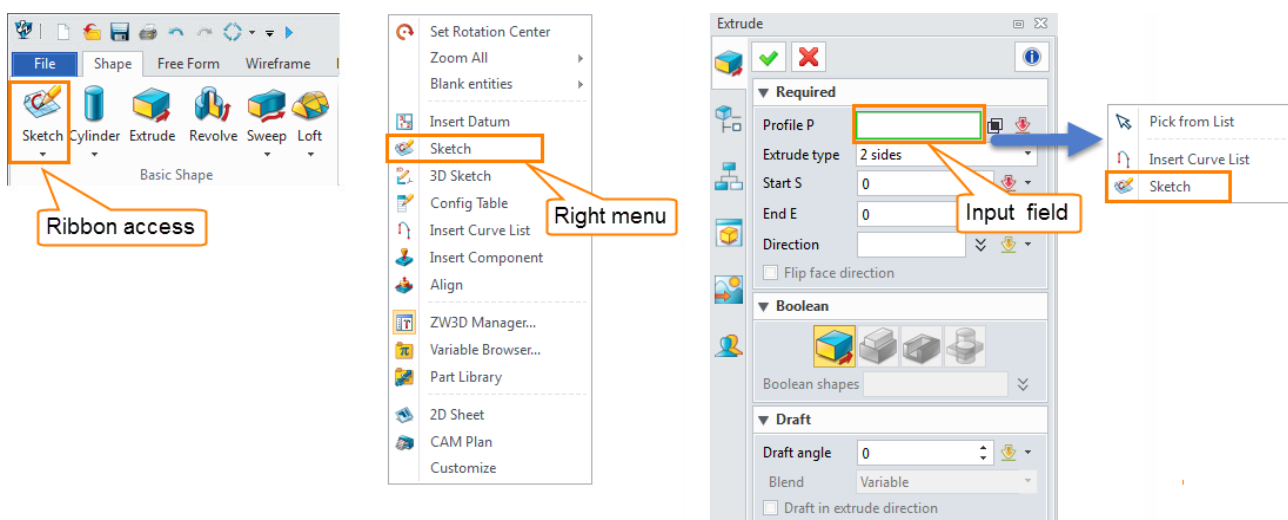 File Shape Free Form Wireframe
Sketch Cylinder Extrude Revolve Sweep Loft
Basic Shape
Ribbon access
Set Rotation Center
Zoom All
Blank entities
Insert Datum
Sketch
3D Sketch
Config Table
Insert Curve List
Insert Component
Align
ZW3D Manager...
Variable Browser...
Part Library
2D Sheet
CAM Plan
Customize
Right menu
Extrude
Required
Profile P
Extrude type 2 sides
Start S 0
End E 0
Direction
Flip face direction
Input field
Boolean
Boolean shapes
Draft
Draft angle 0
Blend Variable
Draft in extrude direction
Pick from List
Insert Curve List
Sketch